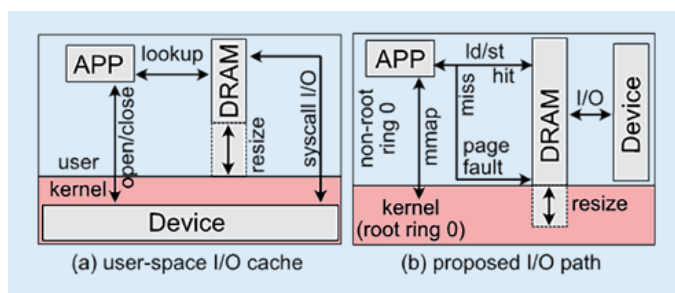 APP
lookup
DRAM
open/close
resize
syscall I/O
user
kernel
Device
(a) user-space I/O cache
APP
ld/st
hit
miss
non-root
ring 0
mmap
page
fault
DRAM
I/O
Device
kernel
(root ring 0)
resize
(b) proposed I/O path